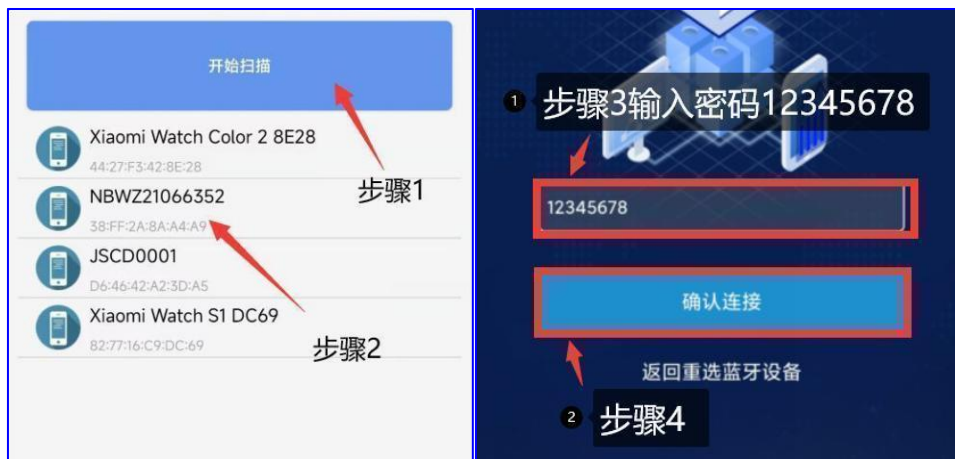 开始扫描
Xiaomi Watch Color 2 8E28
44:27:F3:42:8E:28
步骤1
NBWZ21066352
38:FF:2A:8A:A4:A9
JSCD0001
D6:46:42:A2:3D:A5
Xiaomi Watch S1 DC69
82:77:16:C9:DC:69
步骤2
1 步骤3输入密码12345678
12345678
确认连接
返回重选蓝牙设备
2 步骤4